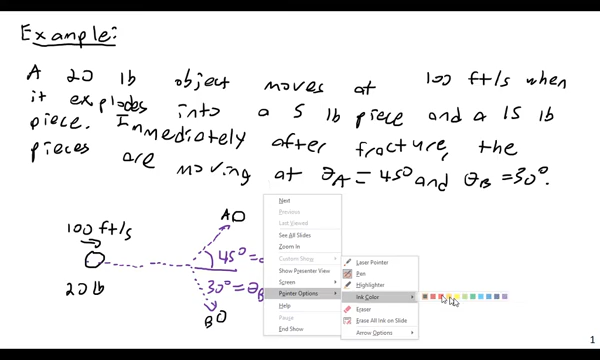 Example:
A 20 lb object moves at 100 ft/s when
it explodes into a 5 lb piece and a 15 lb
piece. Immediately after fracture, the
pieces are moving at θA = 45° and θB = 30°.
100 ft/s
20 lb
A
45° =
30° = θB
B
Next
Previous
Last Viewed
See All Slides
Zoom In
Custom Show
Show Presenter View
Screen
Pointer Options
Help
Pause
End Show
Laser Pointer
Pen
Highlighter
Ink Color
Eraser
Erase All Ink on Slide
Arrow Options
1